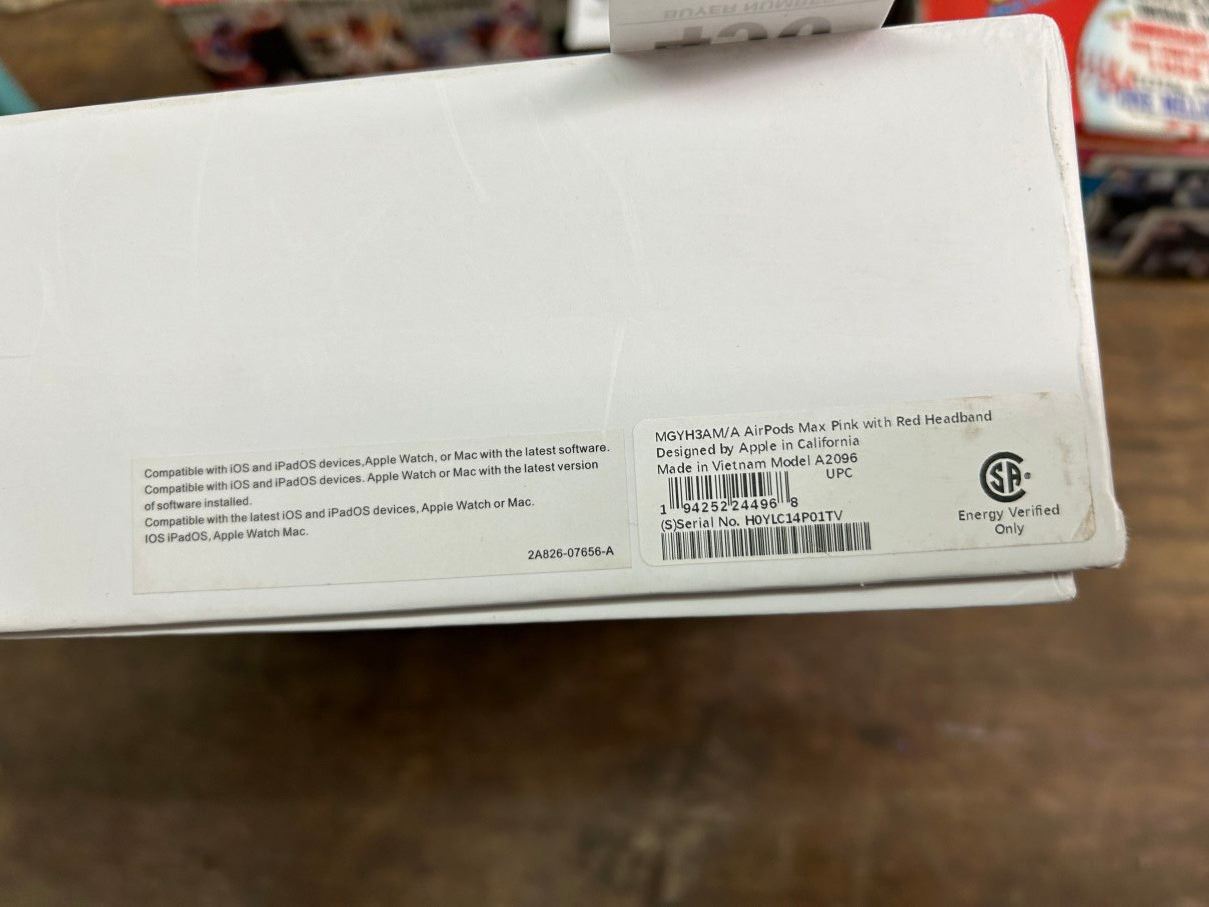 BUYER NUMBER
Compatible with iOS and iPadOS devices,Apple Watch, or Mac with the latest software.
Compatible with iOS and iPadOS devices. Apple Watch or Mac with the latest version
of software installed.
Compatible with the latest iOS and iPadOS devices, Apple Watch or Mac.
IOS iPadOS, Apple Watch Mac.
2A826-07656-A
MGYH3AM/A AirPods Max Pink with Red Headband
Designed by Apple in California
Made in Vietnam Model A2096
UPC
1 94252 24496 8
(S)Serial No. H0YLC14P01TV
SA
Energy Verified
Only